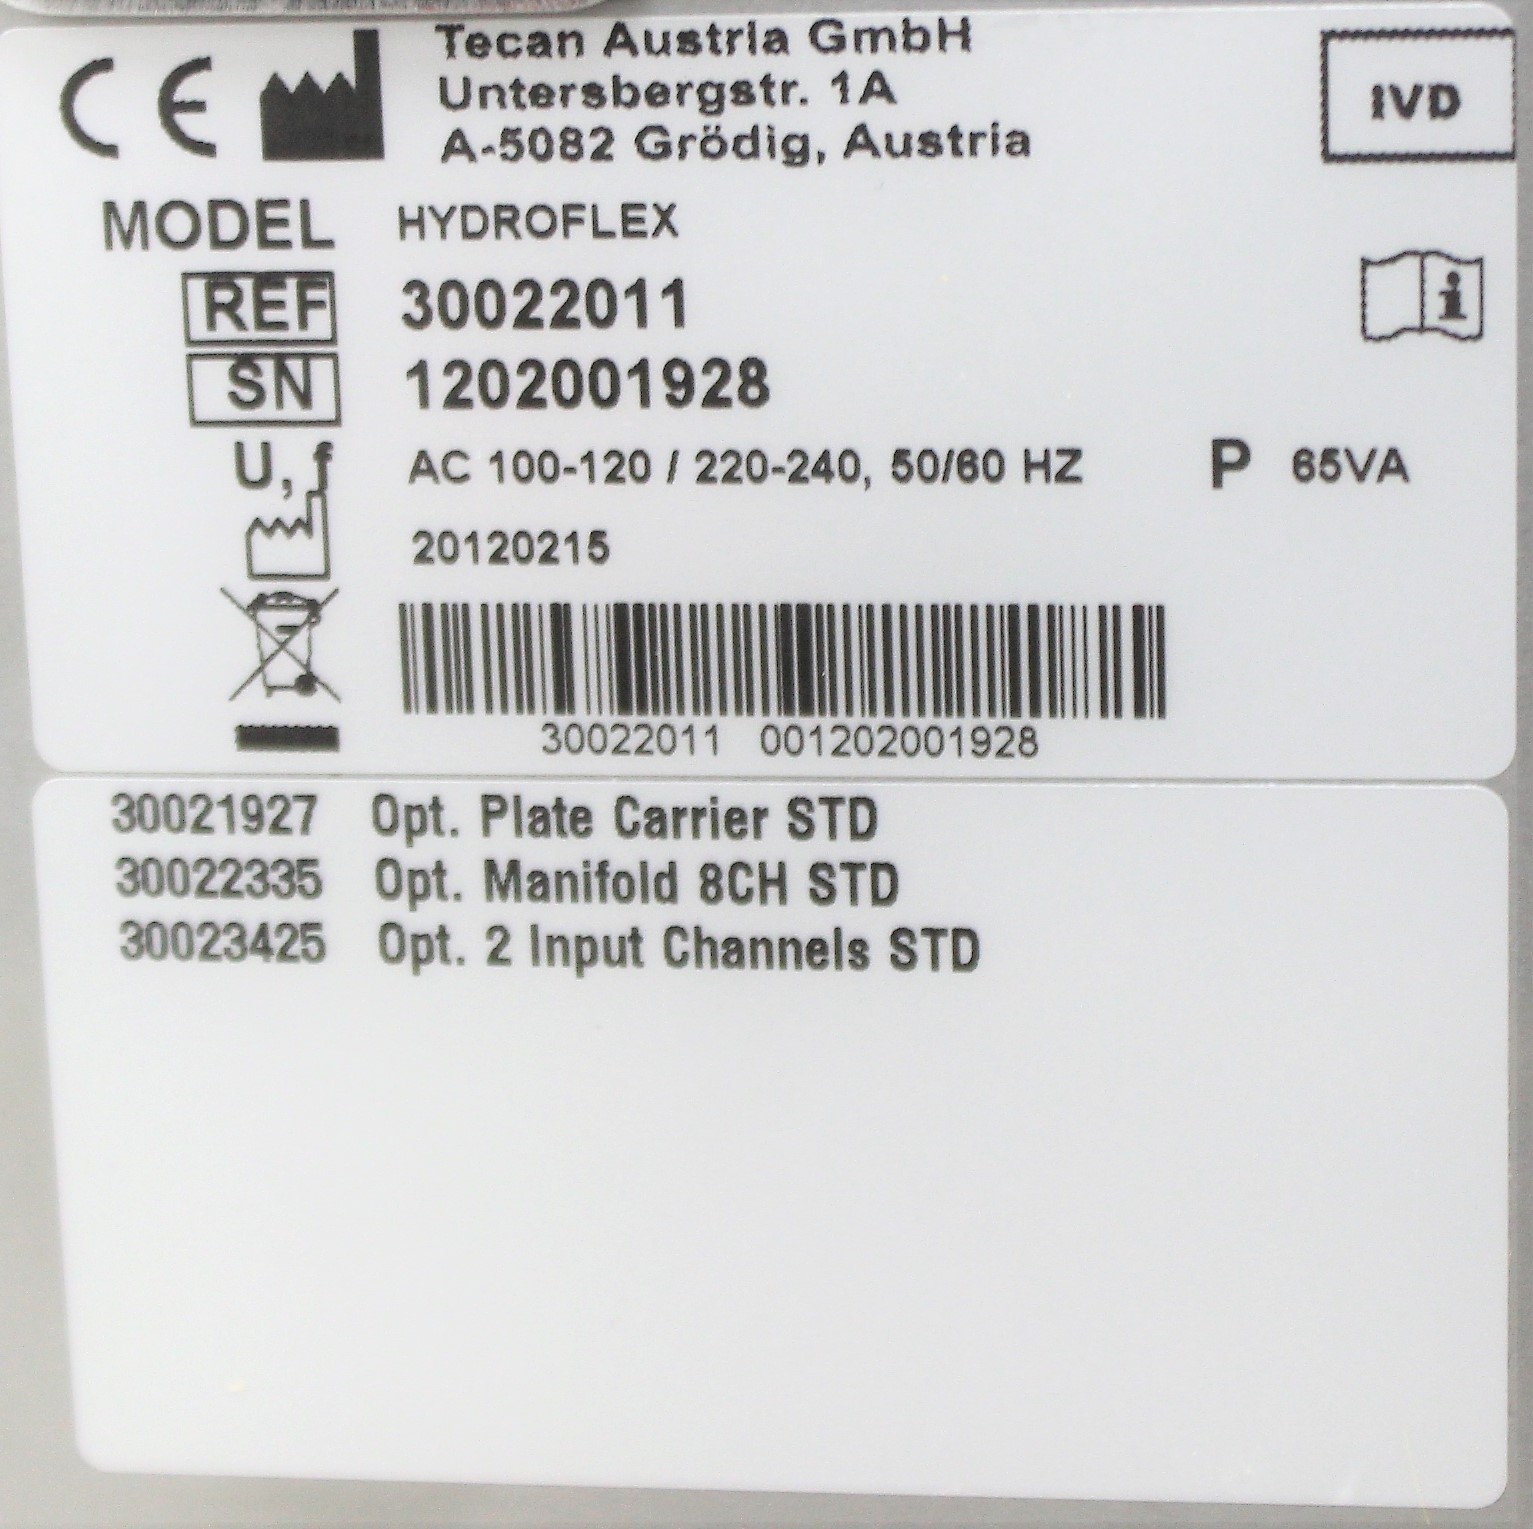 CE Tecan Austria GmbH
Untersbergstr. 1A
A-5082 Grödig, Austria
IVD
MODEL HYDROFLEX
REF 30022011
SN 1202001928
U, f AC 100-120 / 220-240, 50/60 HZ P 65VA
20120215
30022011 001202001928
30021927 Opt. Plate Carrier STD
30022335 Opt. Manifold 8CH STD
30023425 Opt. 2 Input Channels STD